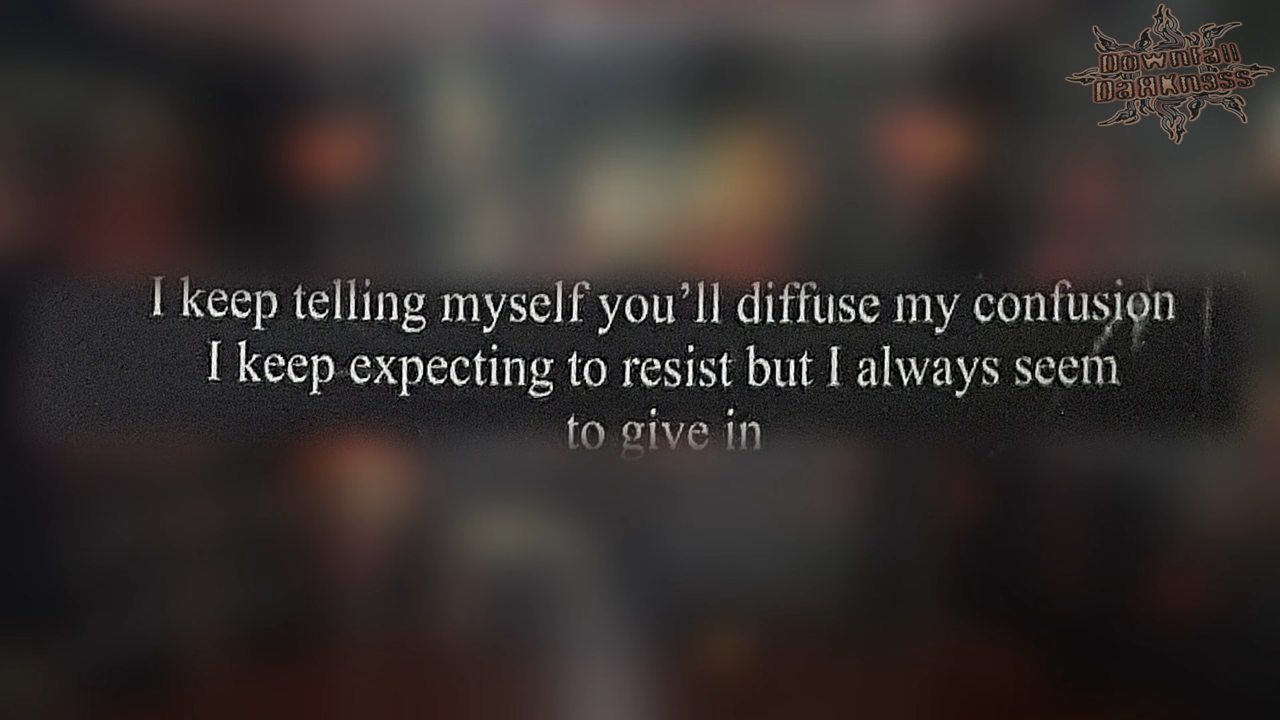 Downfall
Darkness
I keep telling myself you’ll diffuse my confusion
I keep expecting to resist but I always seem
to give in